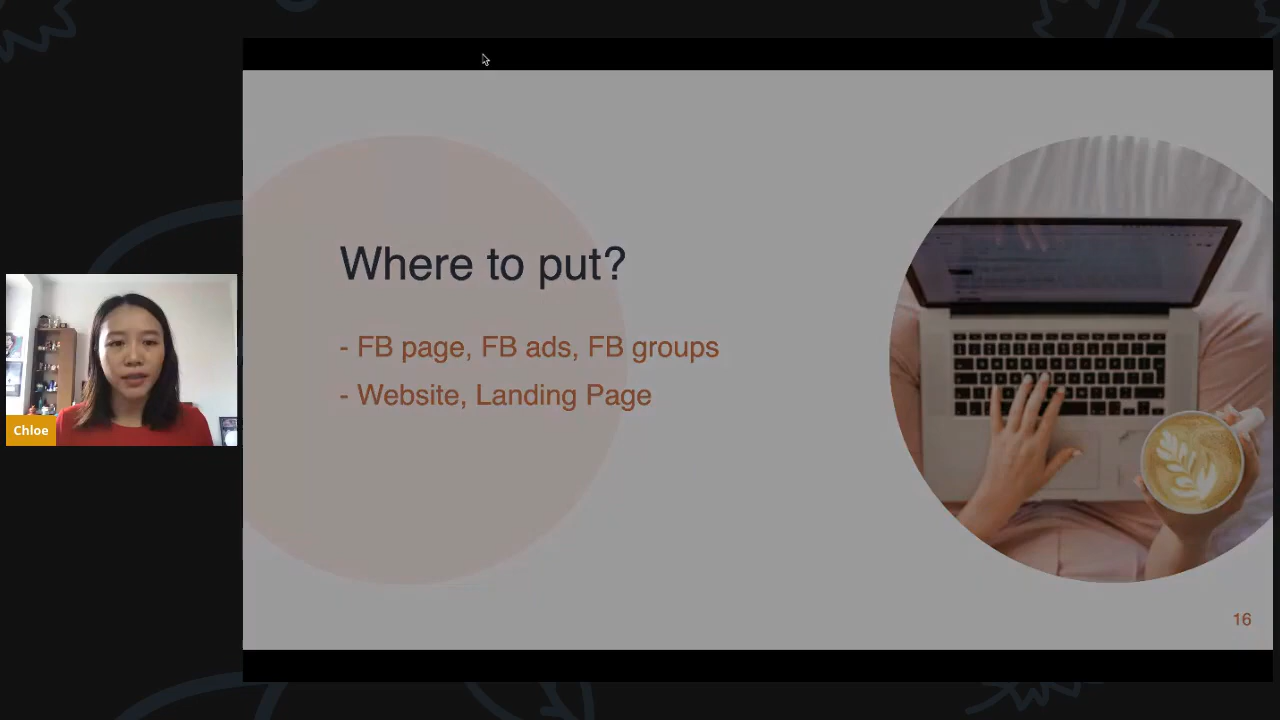 Where to put?
- FB page, FB ads, FB groups
- Website, Landing Page
Chloe
16